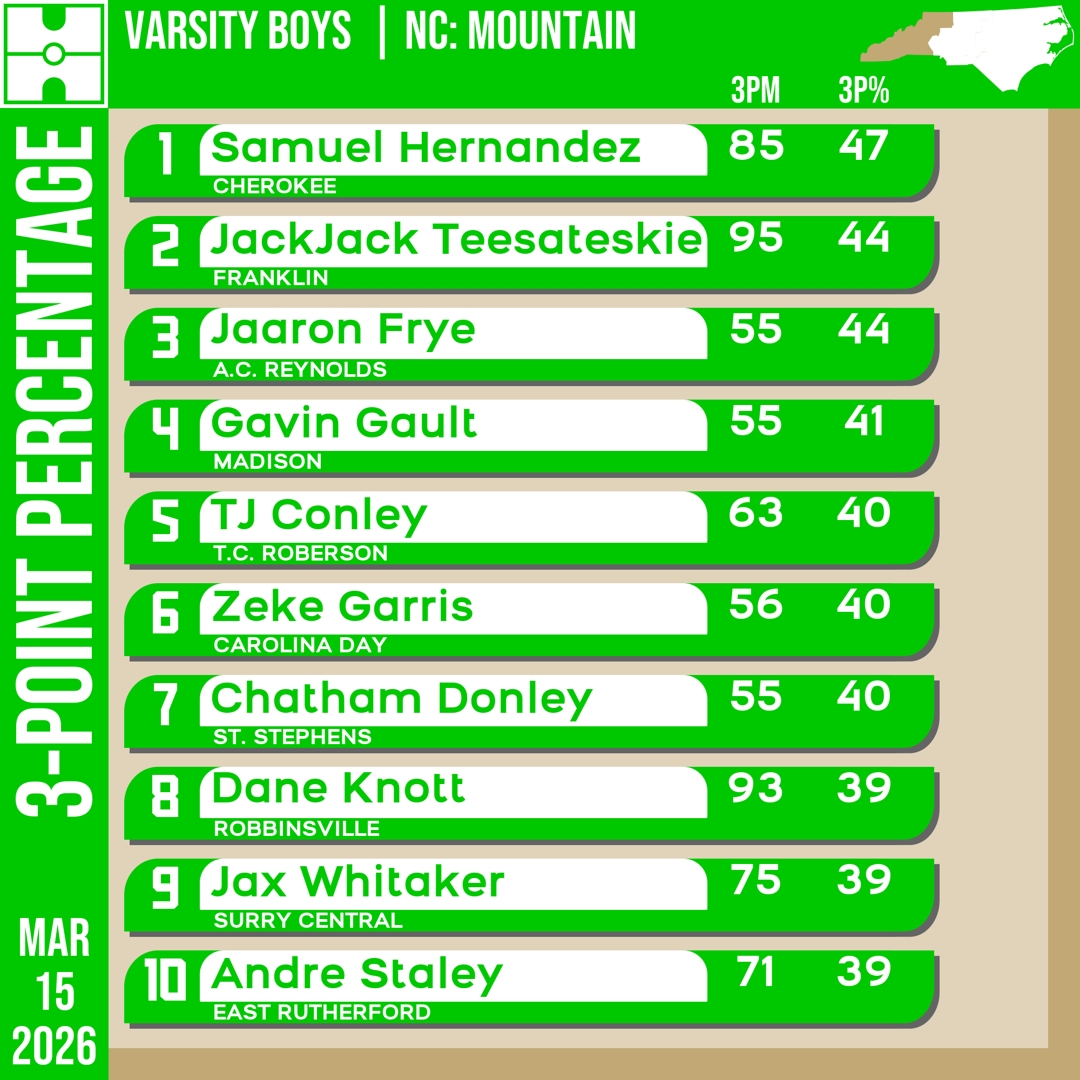 VARSITY BOYS | NC: MOUNTAIN
3PM 3P%
3-POINT PERCENTAGE
1 Samuel Hernandez 85 47
CHEROKEE
2 JackJack Teesateskie 95 44
FRANKLIN
3 Jaaron Frye 55 44
A.C. REYNOLDS
4 Gavin Gault 55 41
MADISON
5 TJ Conley 63 40
T.C. ROBERSON
6 Zeke Garris 56 40
CAROLINA DAY
7 Chatham Donley 55 40
ST. STEPHENS
8 Dane Knott 93 39
ROBBINSVILLE
9 Jax Whitaker 75 39
SURRY CENTRAL
10 Andre Staley 71 39
EAST RUTHERFORD
MAR
15
2026